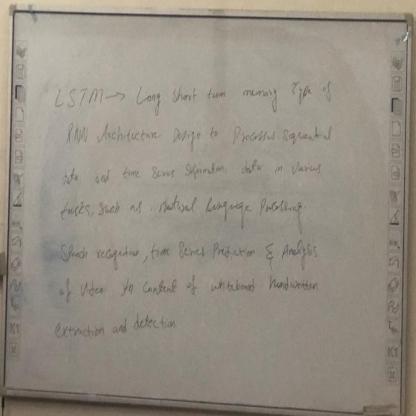 LSTM → Long short term memory Type of
RNN Architecture Design to Process sequential
data and time Series information data in various
tasks, such as, Natural Language Processing.
Speech recognition, time Series Prediction & Analysis
of video. In Content of whiteboard handwritten
extraction and detection